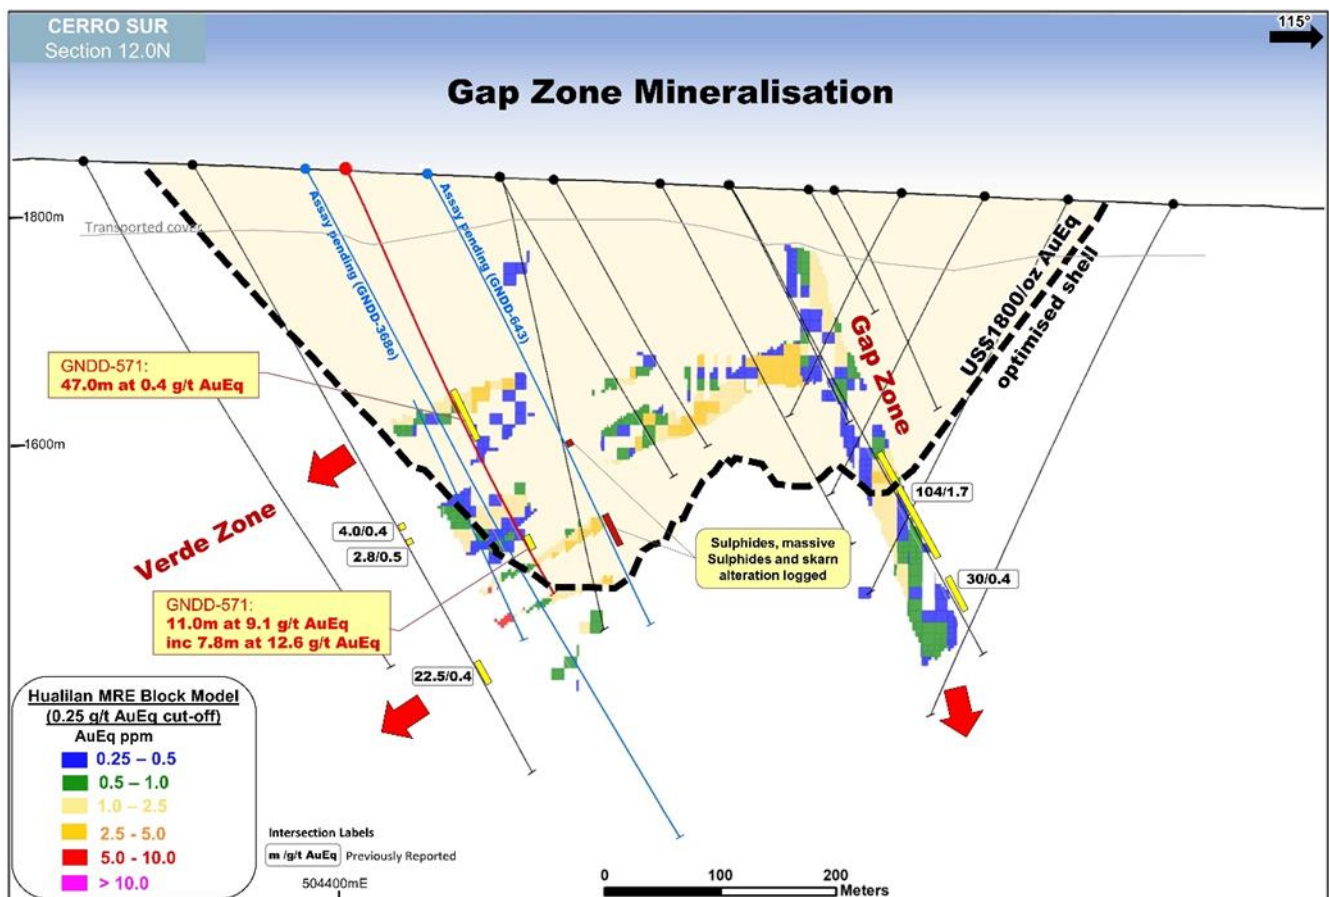 CERRO SUR
Section 12.0N
115°
Gap Zone Mineralisation
1800m
Transported cover
Assay pending (GNDD-368e)
Assay pending (GNDD-643)
Gap Zone
US$1800/oz AuEq
optimised shell
GNDD-571:
47.0m at 0.4 g/t AuEq
1600m
Verde Zone
4.0/0.4
2.8/0.5
104/1.7
Sulphides, massive
Sulphides and skarn
alteration logged
30/0.4
GNDD-571:
11.0m at 9.1 g/t AuEq
inc 7.8m at 12.6 g/t AuEq
22.5/0.4
Hualilan MRE Block Model
(0.25 g/t AuEq cut-off)
AuEq ppm
0.25 – 0.5
0.5 – 1.0
1.0 – 2.5
2.5 - 5.0
5.0 - 10.0
> 10.0
Intersection Labels
m /g/t AuEq Previously Reported
504400mE
0 100 200
Meters